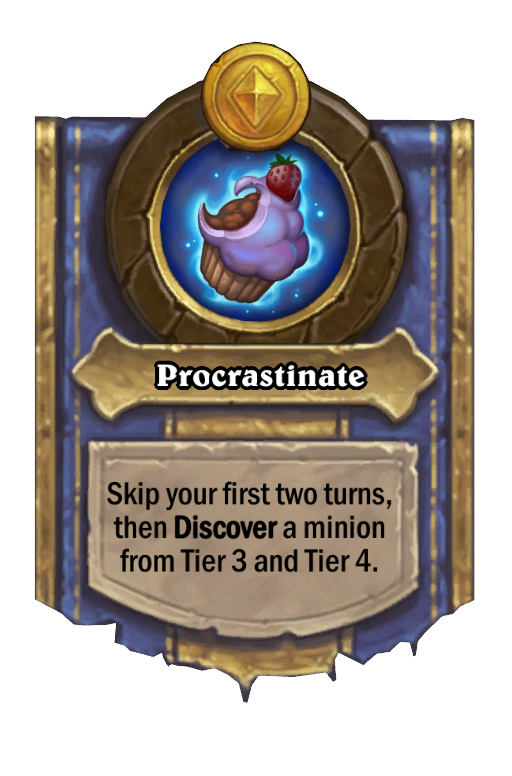 Procrastinate
Skip your first two turns,
then Discover a minion
from Tier 3 and Tier 4.